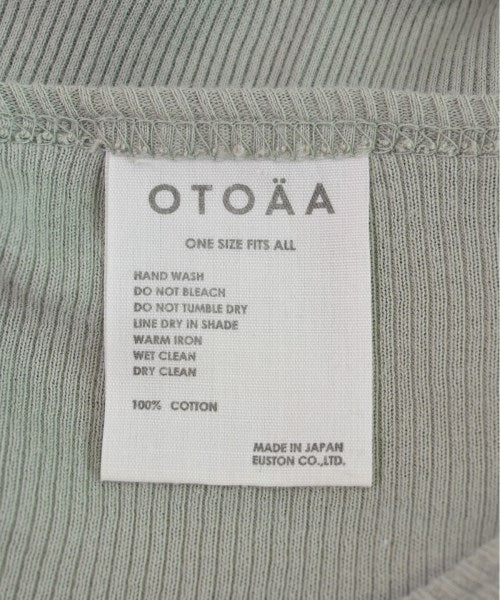 OTOÄA
ONE SIZE FITS ALL
HAND WASH
DO NOT BLEACH
DO NOT TUMBLE DRY
LINE DRY IN SHADE
WARM IRON
WET CLEAN
DRY CLEAN
100% COTTON
MADE IN JAPAN
EUSTON CO.,LTD.